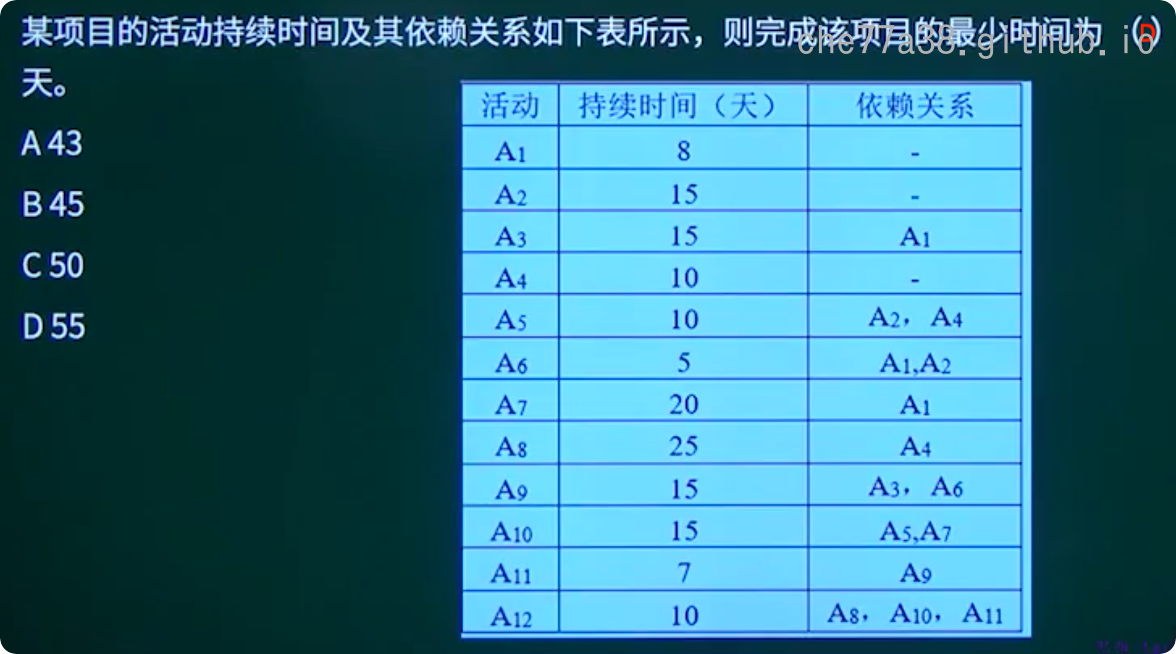 某项目的活动持续时间及其依赖关系如下表所示，则完成该项目的最少时间为（D）
che77a38.github.io
天。
A 43
B 45
C 50
D 55
活动 持续时间（天） 依赖关系
A1 8 -
A2 15 -
A3 15 A1
A4 10 -
A5 10 A2，A4
A6 5 A1,A2
A7 20 A1
A8 25 A4
A9 15 A3，A6
A10 15 A5,A7
A11 7 A9
A12 10 A8，A10，A11